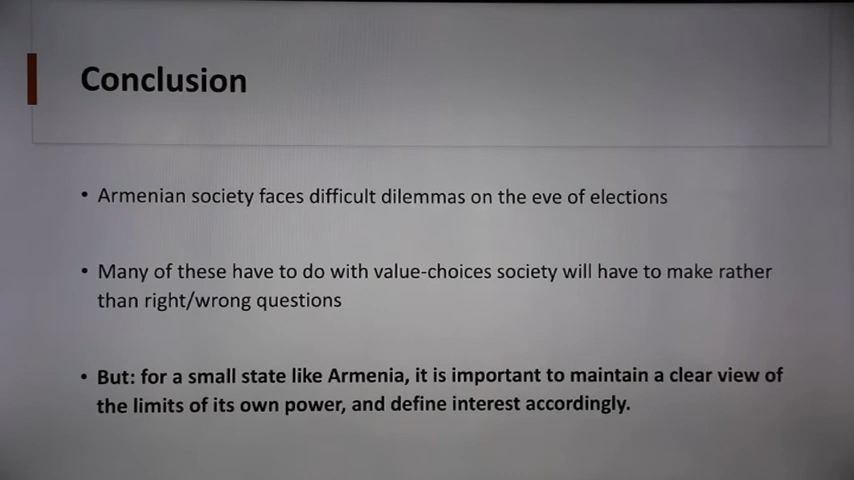 Conclusion
• Armenian society faces difficult dilemmas on the eve of elections
• Many of these have to do with value-choices society will have to make rather
than right/wrong questions
• But: for a small state like Armenia, it is important to maintain a clear view of
the limits of its own power, and define interest accordingly.